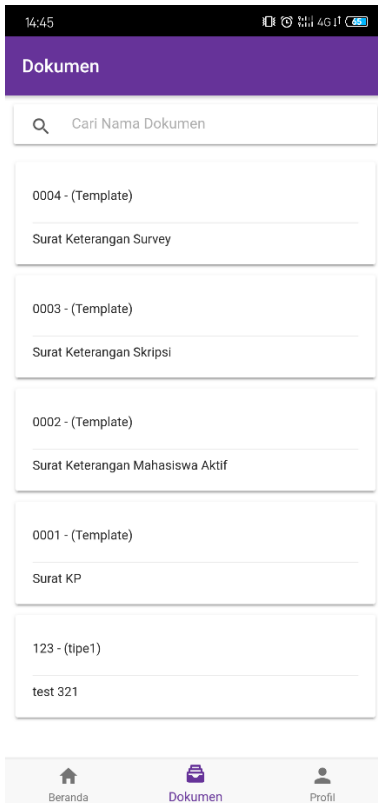 14:45
4G 65
Dokumen
Cari Nama Dokumen
0004 - (Template)
Surat Keterangan Survey
0003 - (Template)
Surat Keterangan Skripsi
0002 - (Template)
Surat Keterangan Mahasiswa Aktif
0001 - (Template)
Surat KP
123 - (tipe1)
test 321
Beranda
Dokumen
Profil